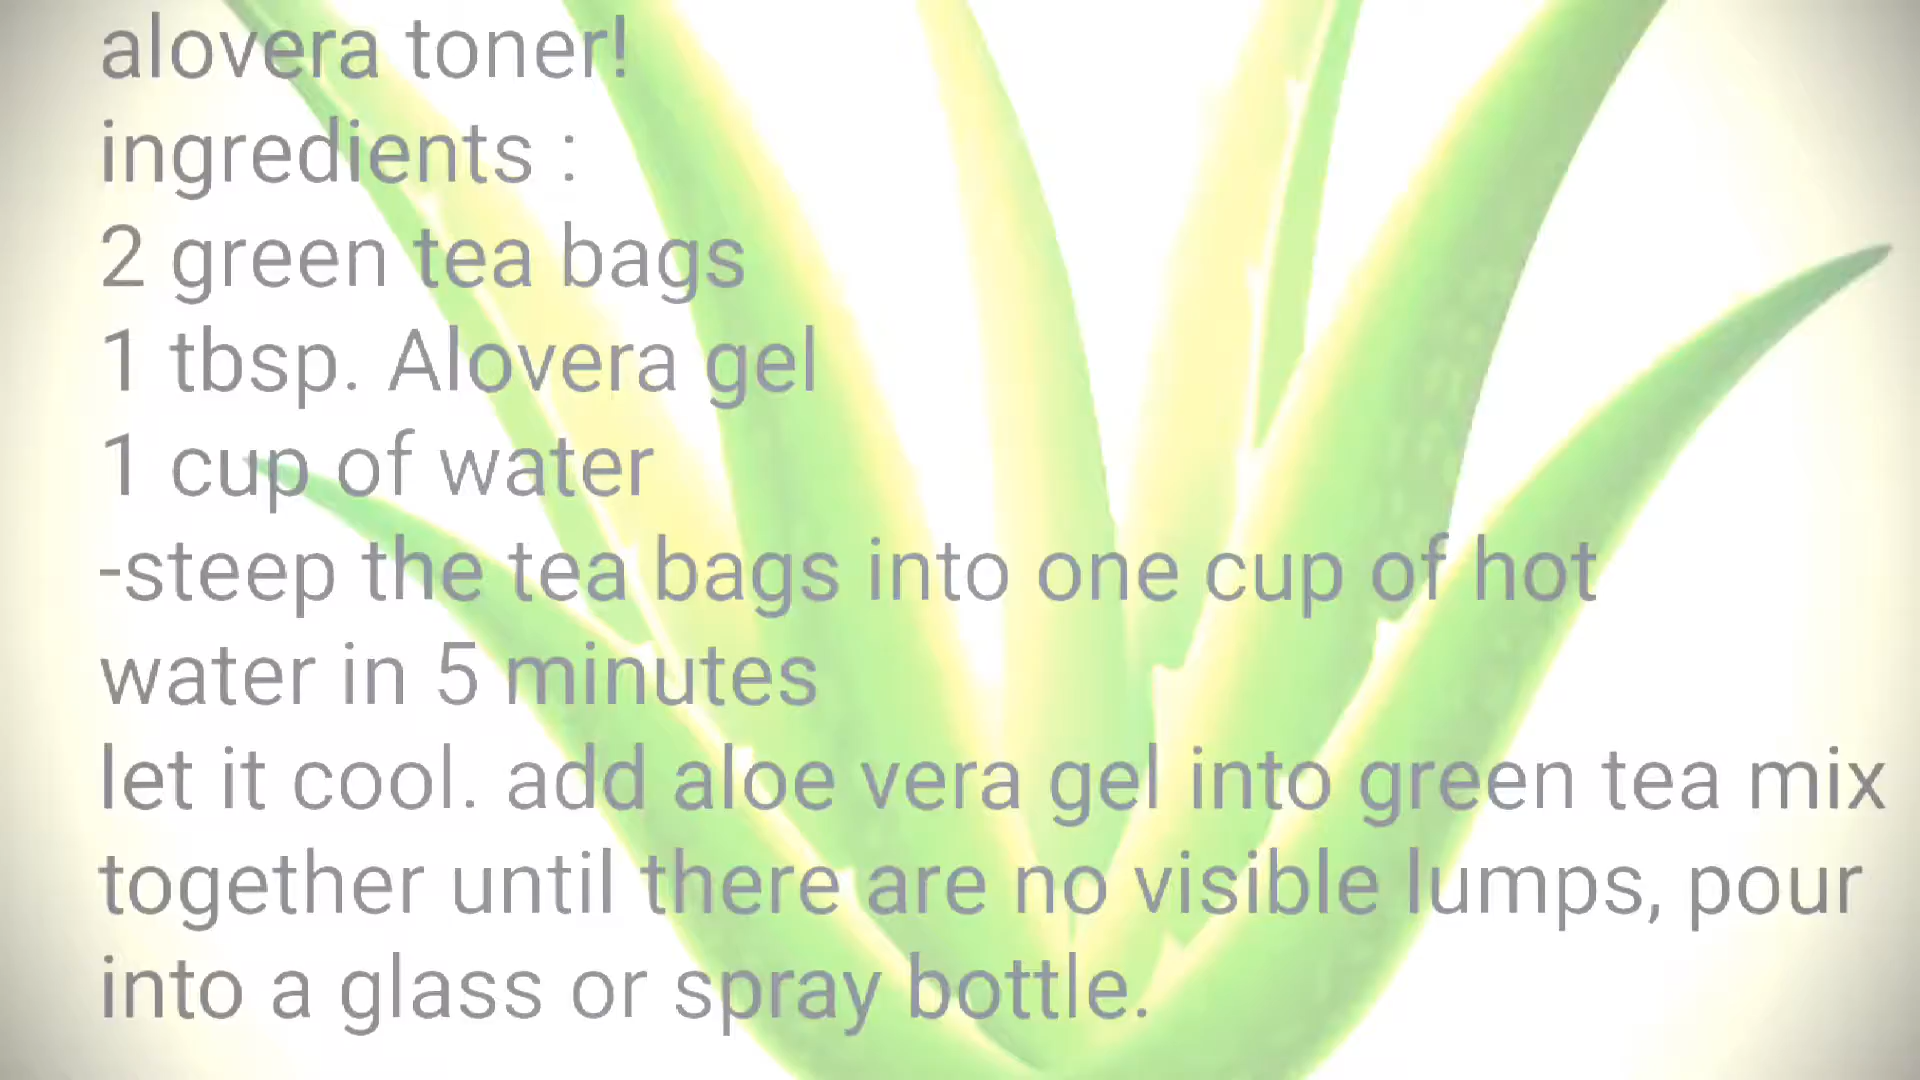 alovera toner!
ingredients :
2 green tea bags
1 tbsp. Alovera gel
1 cup of water
-steep the tea bags into one cup of hot
water in 5 minutes
let it cool. add aloe vera gel into green tea mix
together until there are no visible lumps, pour
into a glass or spray bottle.